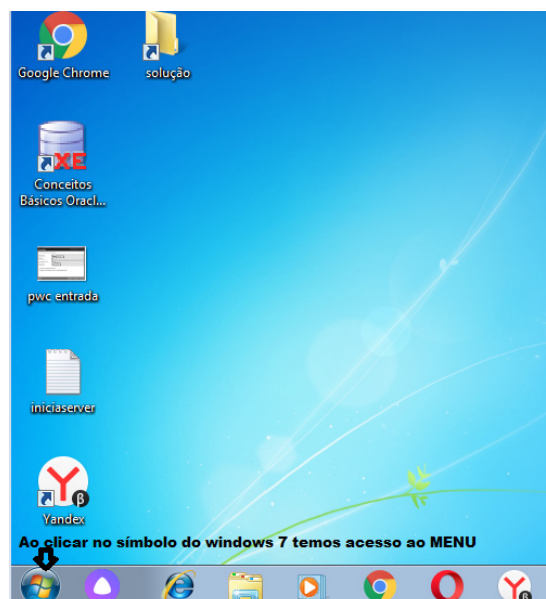 Google Chrome
solução
XE
Conceitos
Básicos Oracl...
pwc entrada
iniciaserver
β
Yandex
Ao clicar no símbolo do windows 7 temos acesso ao MENU